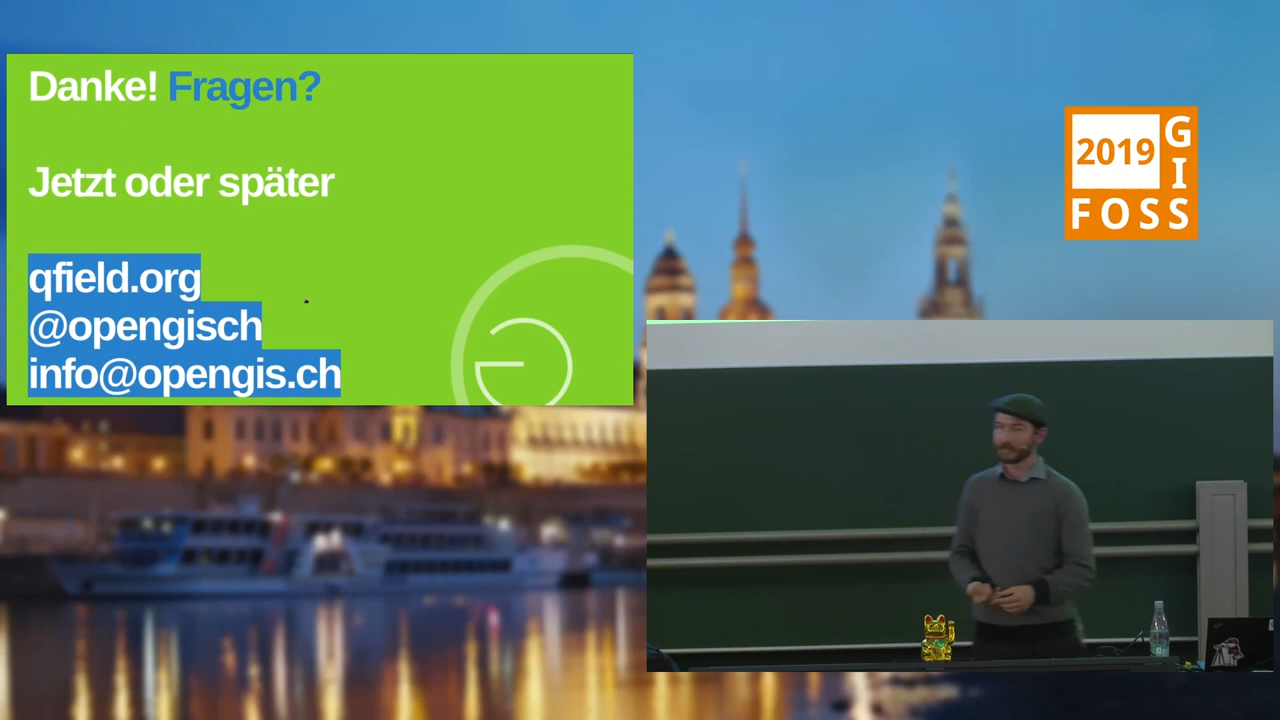 Danke! Fragen?
Jetzt oder später
qfield.org
@opengisch
info@opengis.ch
2019
G
I
FOSS